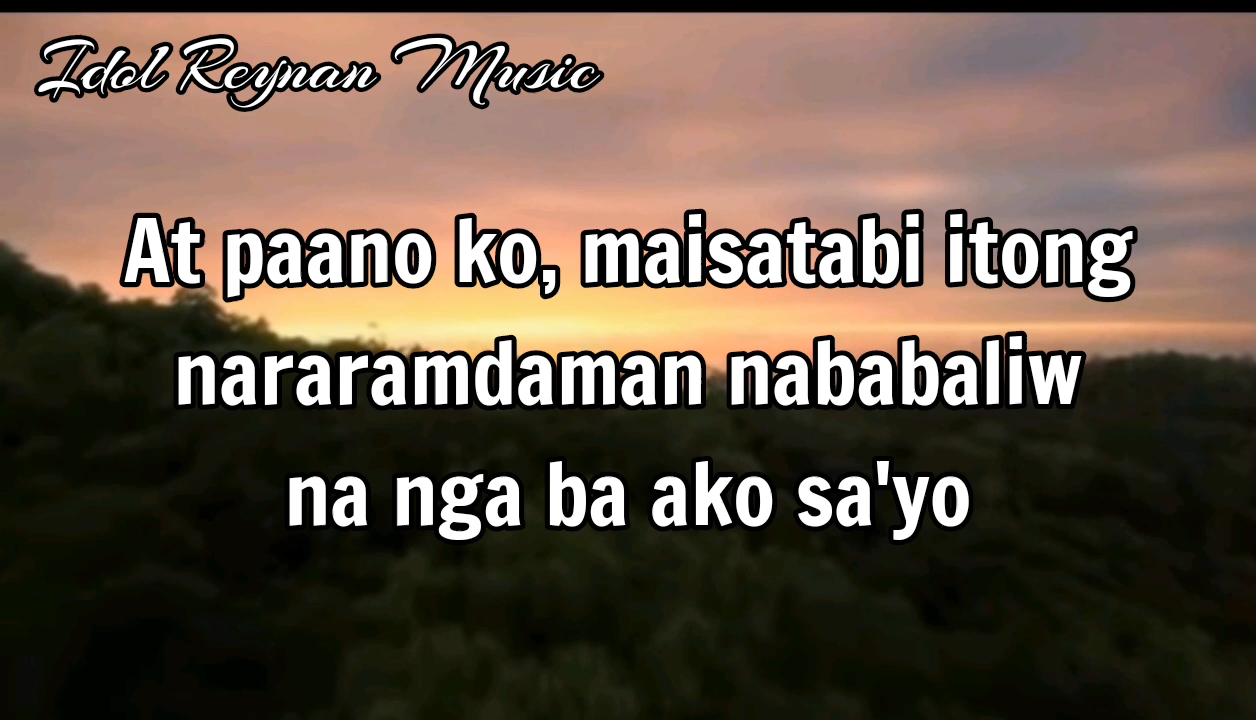 Idol Reynan Music
At paano ko, maisatabi itong
nararamdaman nababaliw
na nga ba ako sa'yo